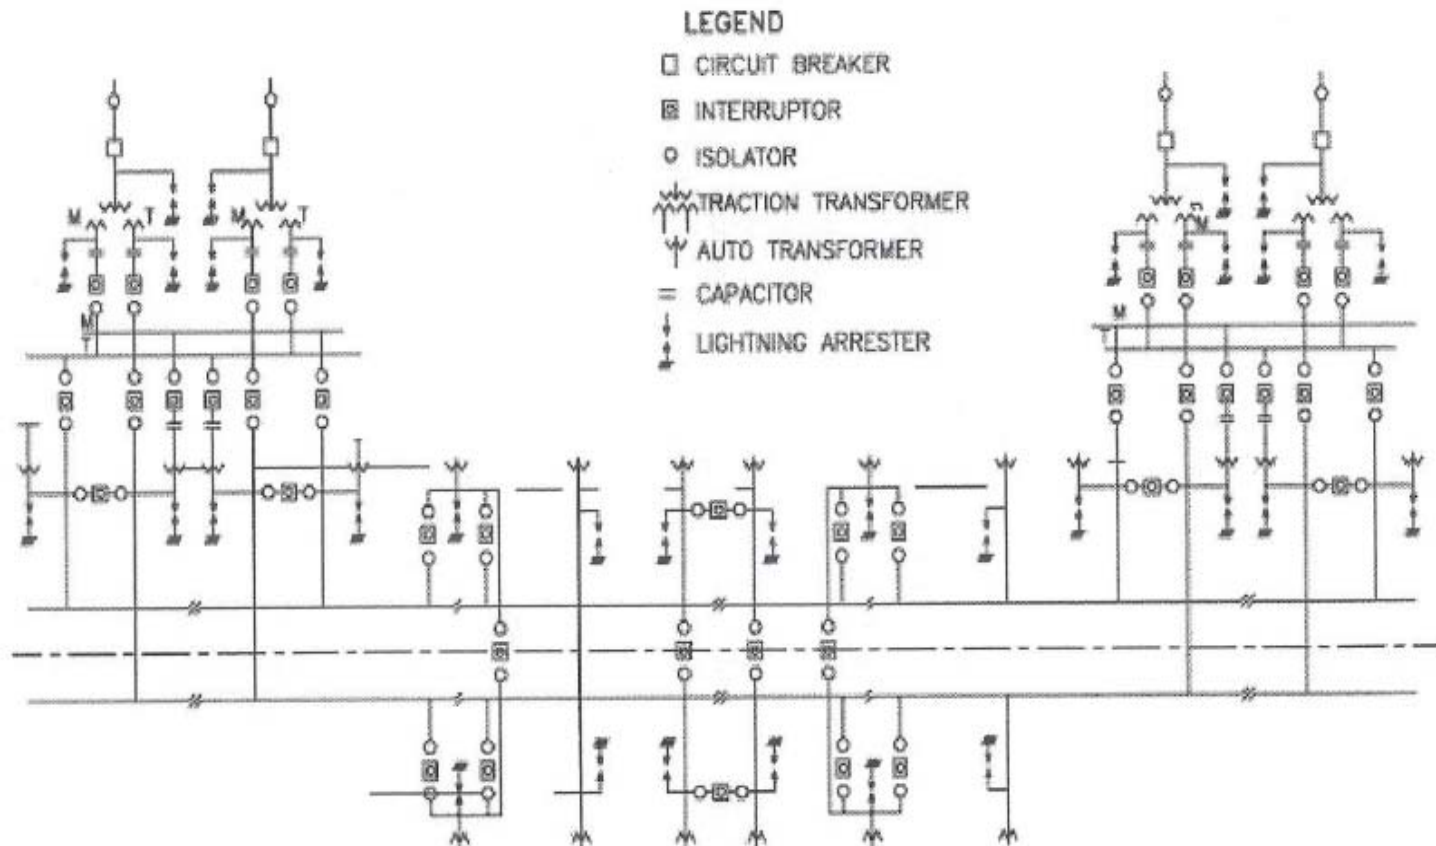 LEGEND
CIRCUIT BREAKER
INTERRUPTOR
ISOLATOR
TRACTION TRANSFORMER
AUTO TRANSFORMER
CAPACITOR
LIGHTNING ARRESTER
M T M T
M
M
T
M
T
T